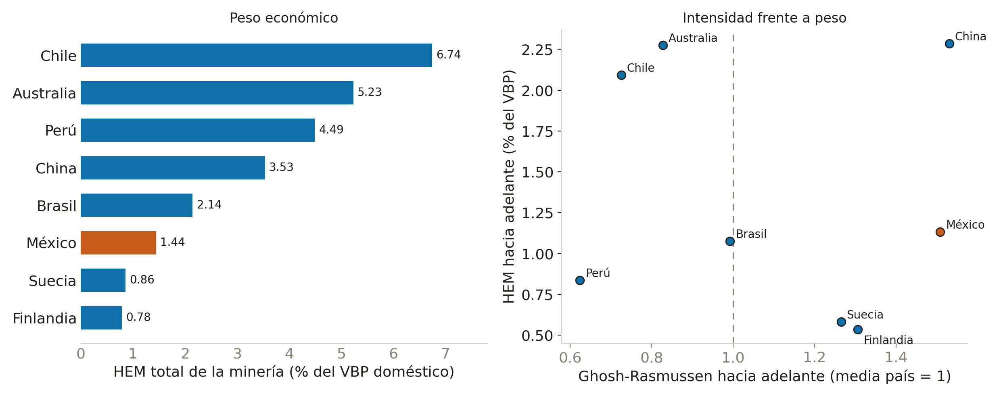 Peso económico
Chile
6.74
Australia
5.23
Perú
4.49
China
3.53
Brasil
2.14
México
1.44
Suecia
0.86
Finlandia
0.78
0 1 2 3 4 5 6 7
HEM total de la minería (% del VBP doméstico)
Intensidad frente a peso
HEM hacia adelante (% del VBP)
2.25
2.00
1.75
1.50
1.25
1.00
0.75
0.50
Australia
China
Chile
México
Brasil
Perú
Suecia
Finlandia
0.6 0.8 1.0 1.2 1.4
Ghosh-Rasmussen hacia adelante (media país = 1)